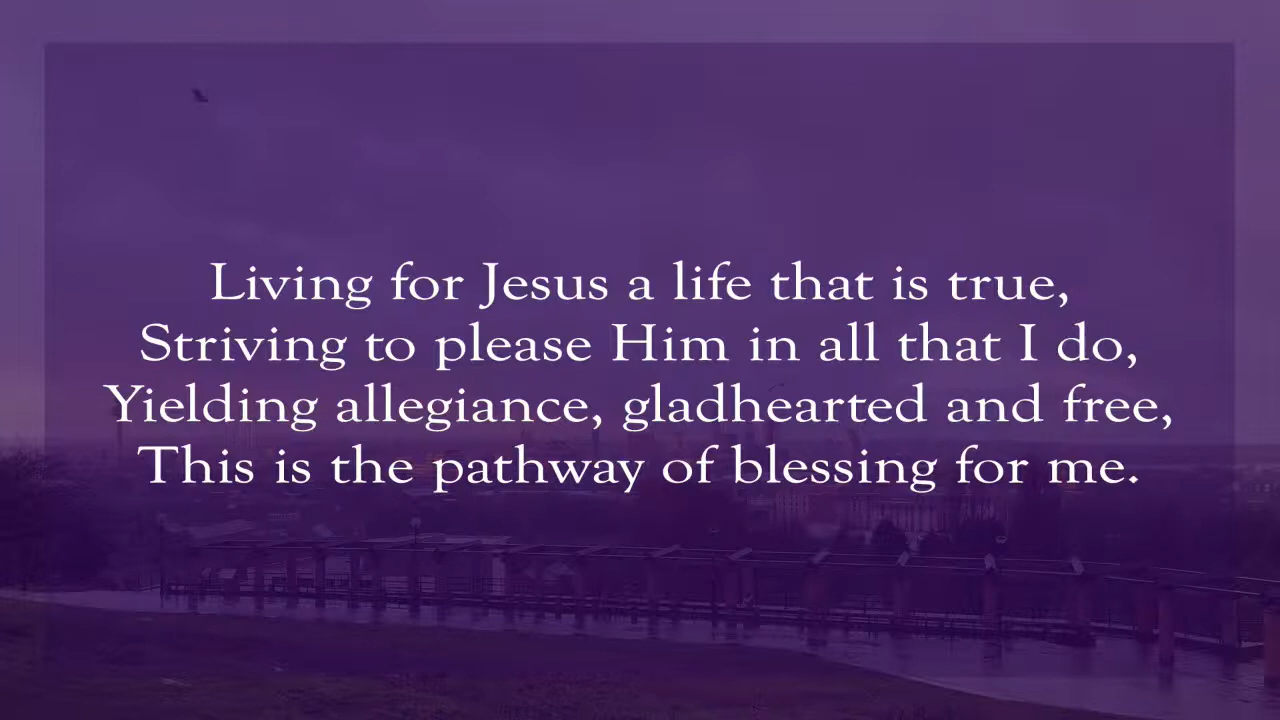 Living for Jesus a life that is true,
Striving to please Him in all that I do,
Yielding allegiance, gladhearted and free,
This is the pathway of blessing for me.